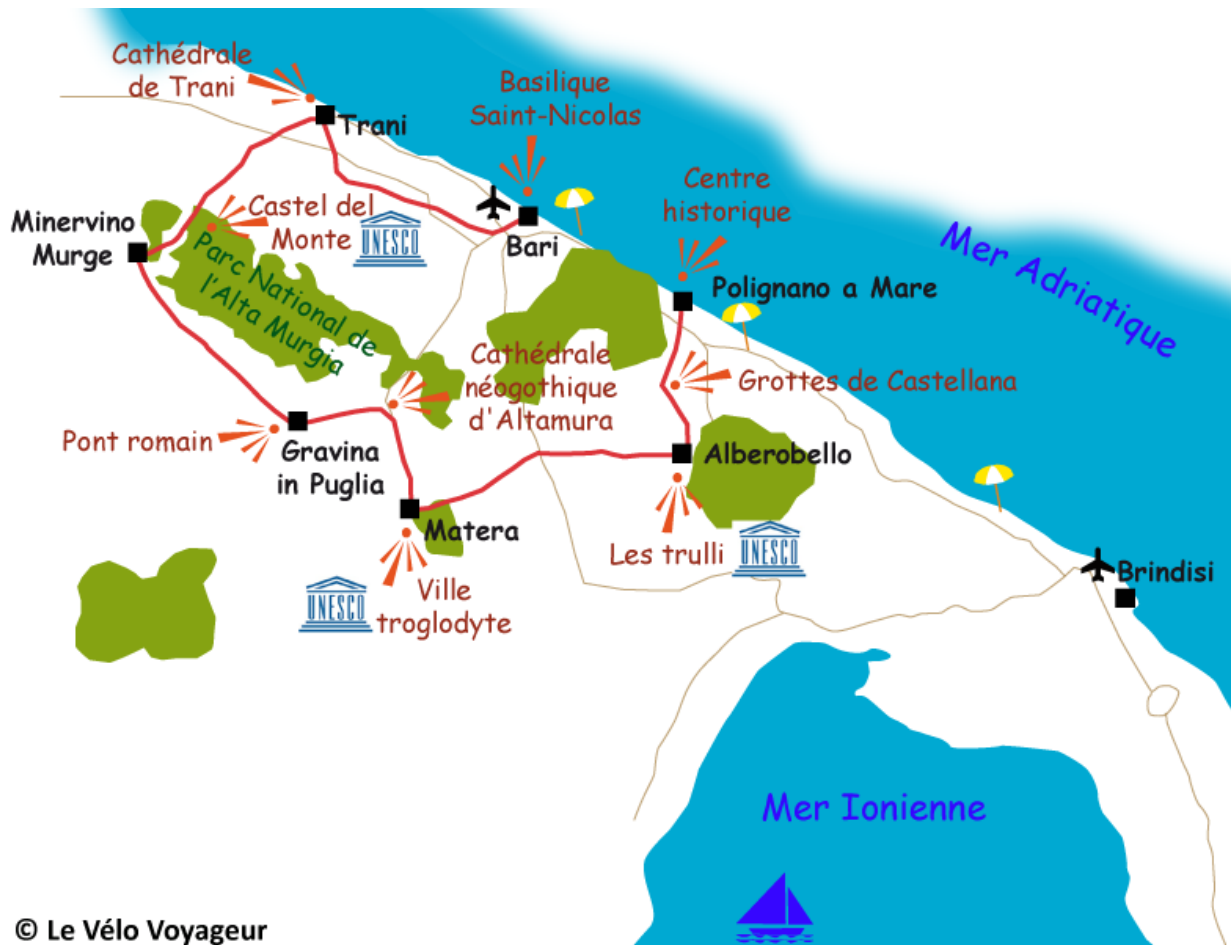 Cathédrale
de Trani
Trani
Basilique
Saint-Nicolas
Centre
historique
Minervino
Murge
Castel del
Monte
UNESCO
Bari
Polignano a Mare
Mer Adriatique
Parc National de
l'Alta Murgia
Cathédrale
néogothique
d'Altamura
Grottes de Castellana
Pont romain
Gravina
in Puglia
Alberobello
Matera
Les trulli
UNESCO
Brindisi
UNESCO
Ville
troglodyte
Mer Ionienne
© Le Vélo Voyageur